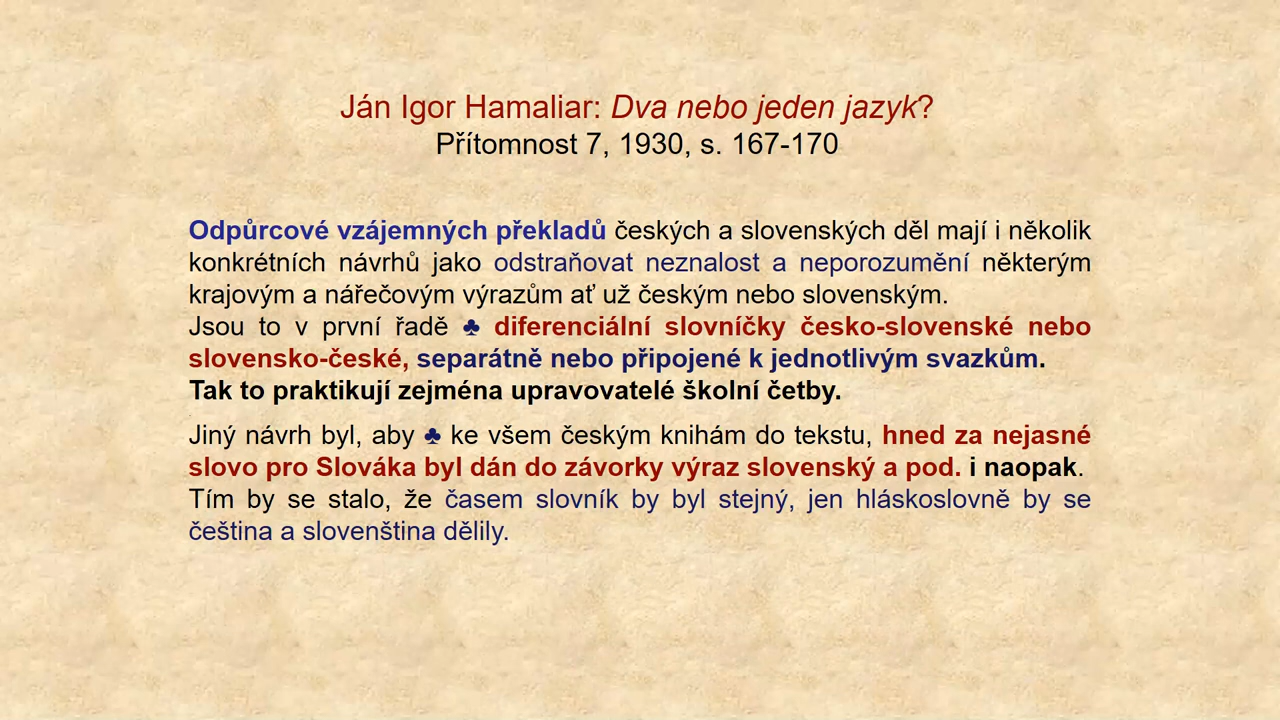 Ján Igor Hamaliar: Dva nebo jeden jazyk?
Přítomnost 7, 1930, s. 167-170
Odpůrcové vzájemných překladů českých a slovenských děl mají i několik
konkrétních návrhů jako odstraňovat neznalost a neporozumění některým
krajovým a nářečovým výrazům ať už českým nebo slovenským.
Jsou to v první řadě ♣ diferenciální slovníčky česko-slovenské nebo
slovensko-české, separátně nebo připojené k jednotlivým svazkům.
Tak to praktikují zejména upravovatelé školní četby.
Jiný návrh byl, aby ♣ ke všem českým knihám do textu, hned za nejasné
slovo pro Slováka byl dán do závorky výraz slovenský a pod. i naopak.
Tím by se stalo, že časem slovník by byl stejný, jen hláskoslovně by se
čeština a slovenština dělily.